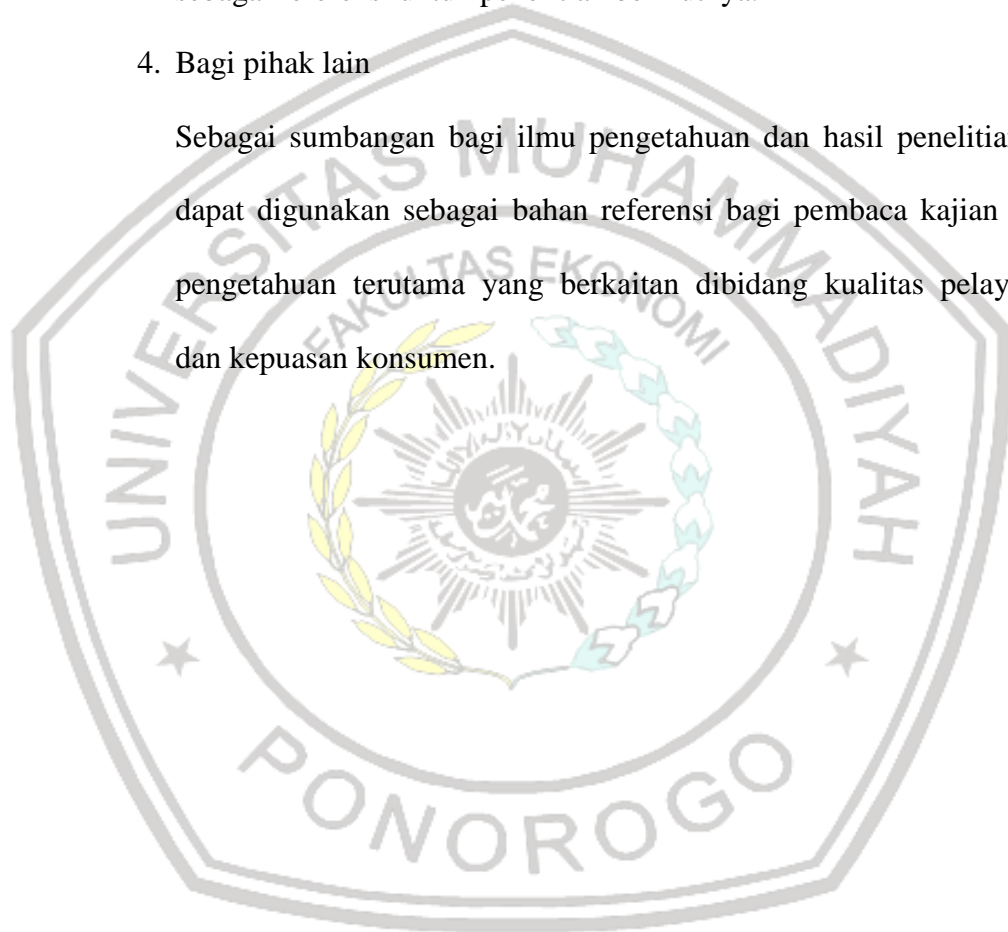 4. Bagi pihak lain
Sebagai sumbangan bagi ilmu pengetahuan dan hasil penelitia
dapat digunakan sebagai bahan referensi bagi pembaca kajian
pengetahuan terutama yang berkaitan dibidang kualitas pelay
dan kepuasan konsumen.
UNIVERSITAS MUHAMMADIYAH
FAKULTAS EKONOMI
PONOROGO